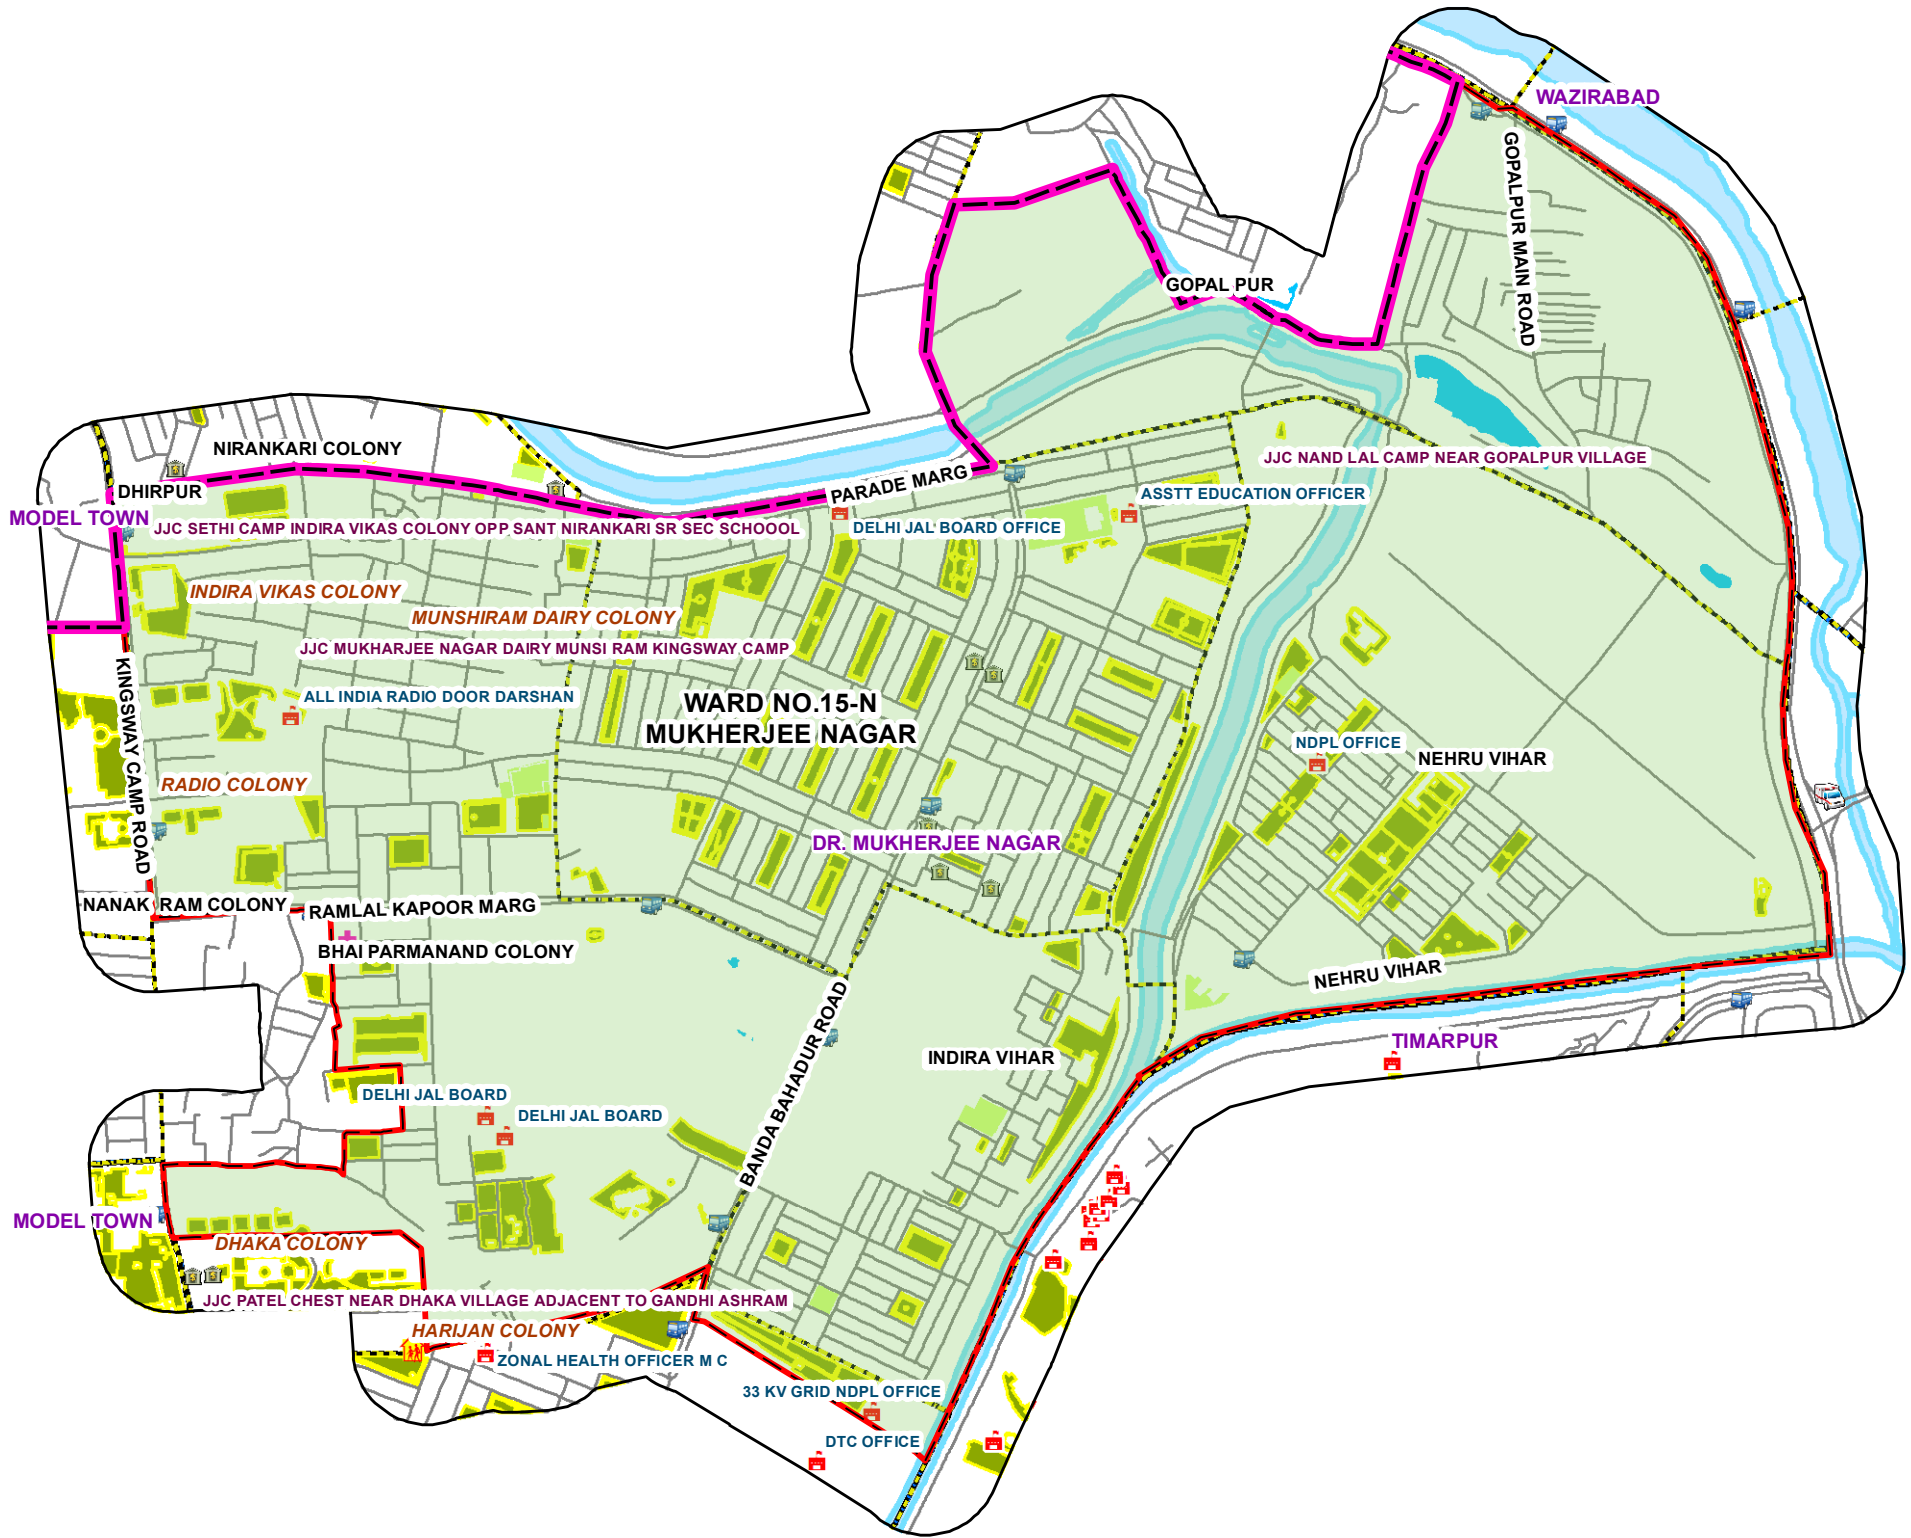 WAZIRABAD
GOPALPUR MAIN ROAD
GOPAL PUR
NIRANKARI COLONY
DHIRPUR
PARADE MARG
JJC NAND LAL CAMP NEAR GOPALPUR VILLAGE
ASSTT EDUCATION OFFICER
MODEL TOWN
JJC SETHI CAMP INDIRA VIKAS COLONY OPP SANT NIRANKARI SR SEC SCHOOOL
DELHI JAL BOARD OFFICE
INDIRA VIKAS COLONY
MUNSHIRAM DAIRY COLONY
JJC MUKHARJEE NAGAR DAIRY MUNSI RAM KINGSWAY CAMP
KINGSWAY CAMP ROAD
ALL INDIA RADIO DOOR DARSHAN
WARD NO.15-N
MUKHERJEE NAGAR
NDPL OFFICE
NEHRU VIHAR
RADIO COLONY
DR. MUKHERJEE NAGAR
NANAK RAM COLONY
RAMLAL KAPOOR MARG
BHAI PARMANAND COLONY
NEHRU VIHAR
BANDA BAHADUR ROAD
INDIRA VIHAR
TIMARPUR
DELHI JAL BOARD
DELHI JAL BOARD
MODEL TOWN
DHAKA COLONY
JJC PATEL CHEST NEAR DHAKA VILLAGE ADJACENT TO GANDHI ASHRAM
HARIJAN COLONY
ZONAL HEALTH OFFICER M C
33 KV GRID NDPL OFFICE
DTC OFFICE